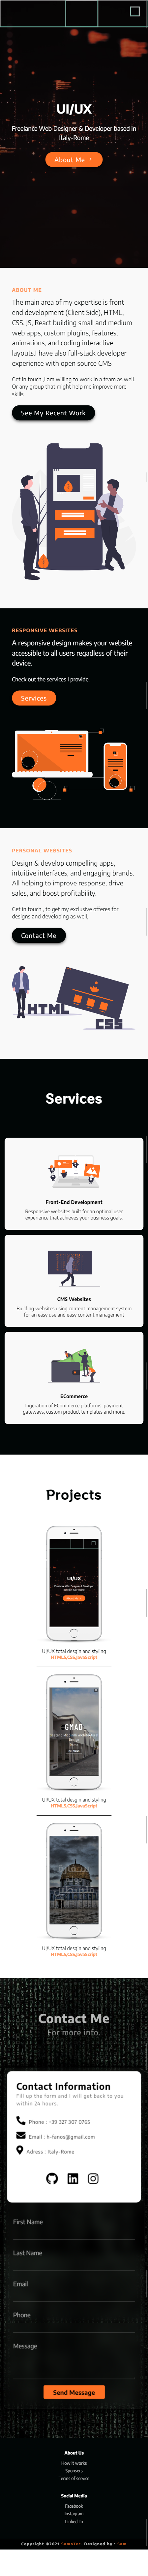 UI/UX
Freelance Web Designer & Developer based in
Italy-Rome
About Me
ABOUT ME
The main area of my expertise is front
end development (Client Side), HTML,
CSS, JS, React building small and medium
web apps, custom plugins, features,
animations, and coding interactive
layouts.I have also full-stack developer
experience with open source CMS
Get in touch ,I am willing to work in a team as well.
Or any group that might help me improve more
skills
See My Recent Work
RESPONSIVE WEBSITES
A responsive design makes your website
accessible to all users regardless of their
device.
Check out the services I provide.
Services
PERSONAL WEBSITES
Design & develop compelling apps,
intuitive interfaces, and engaging brands.
All helping to improve response, drive
sales, and boost profitability.
Get in touch , to get my exclusive offeres for
designs and developing as well.
Contact Me
HTML
CSS
Services
Front-End Development
Responsive websites built for an optimal user
experience that achieves your business goals.
CMS Websites
Building websites using content management system
for an easy use and easy content management
ECommerce
Ingeration of ECommerce platforms, payment
gateways, custom product templates and more.
Projects
UI/UX
UI/UX total desgin and styling
HTML5,CSS,JavaScript
GMAD
UI/UX total desgin and styling
HTML5,CSS,JavaScript
UI/UX total desgin and styling
HTML5,CSS,JavaScript
Contact Me
For more info.
Contact Information
Fill up the form and I will get back to you
within 24 hours.
Phone : +39 327 307 0765
Email : h-fanos@gmail.com
Adress : Italy-Rome
First Name
Last Name
Email
Phone
Message
Send Message
About Us
How it works
Sponsors
Terms of service
Social Media
Facebook
Instagram
Linked-In